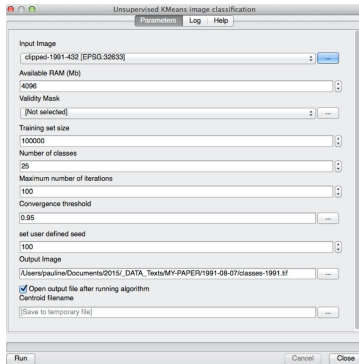 Unsupervised KMeans image classification
Parameters Log Help
Input Image
clipped-1991-432 [EPSG:32633]
...
Available RAM (Mb)
4096
Validity Mask
[Not selected]
...
Training set size
100000
Number of classes
25
Maximum number of iterations
100
Convergence threshold
0.95
...
set user defined seed
100
Output Image
/Users/pauline/Documents/2015/_DATA_Texts/MY-PAPER/1991-08-07/classes-1991.tif
...
Open output file after running algorithm
Centroid filename
[Save to temporary file]
...
Run Cancel Close